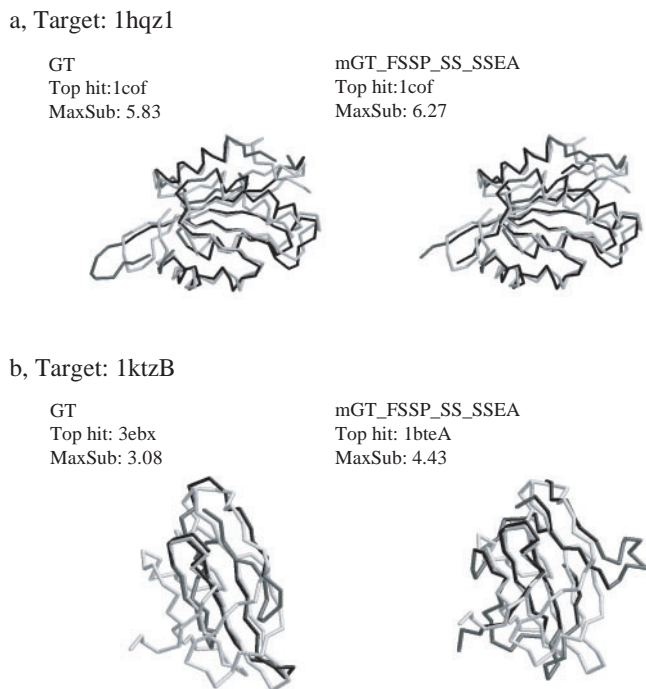 a, Target: 1hqz1
GT
Top hit:1cof
MaxSub: 5.83
mGT_FSSP_SS_SSEA
Top hit:1cof
MaxSub: 6.27
b, Target: 1ktzB
GT
Top hit: 3ebx
MaxSub: 3.08
mGT_FSSP_SS_SSEA
Top hit: 1bteA
MaxSub: 4.43